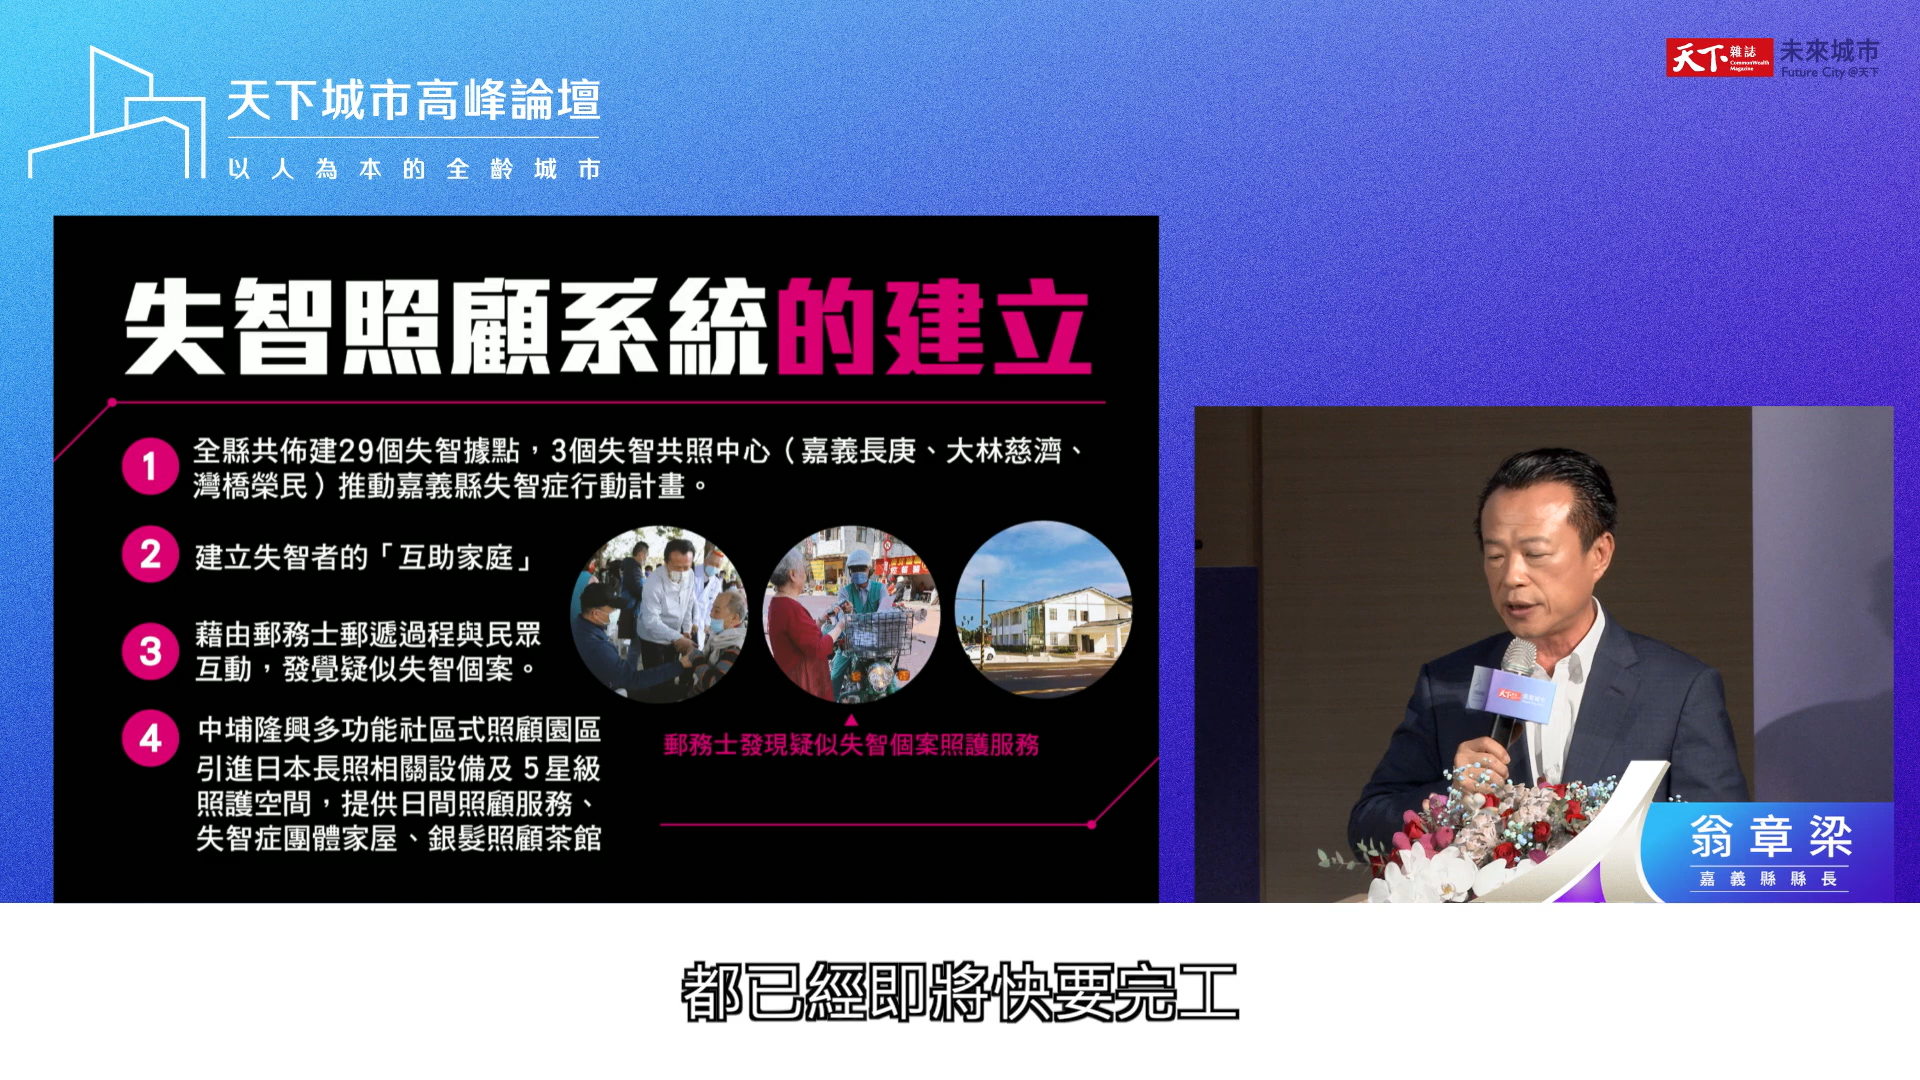 天下城市高峰論壇
以人為本的全齡城市
天下雜誌
CommonWealth
Magazine
未來城市
Future City @天下
失智照顧系統的建立
1 全縣共佈建29個失智據點，3個失智共照中心（嘉義長庚、大林慈濟、
灣橋榮民）推動嘉義縣失智症行動計畫。
2 建立失智者的「互助家庭」
3 藉由郵務士郵遞過程與民眾
互動，發覺疑似失智個案。
4 中埔隆興多功能社區式照顧園區
引進日本長照相關設備及5星級
照護空間，提供日間照顧服務、
失智症團體家屋、銀髮照顧茶館
郵務士發現疑似失智個案照護服務
翁章梁
嘉義縣縣長
都已經即將快要完工